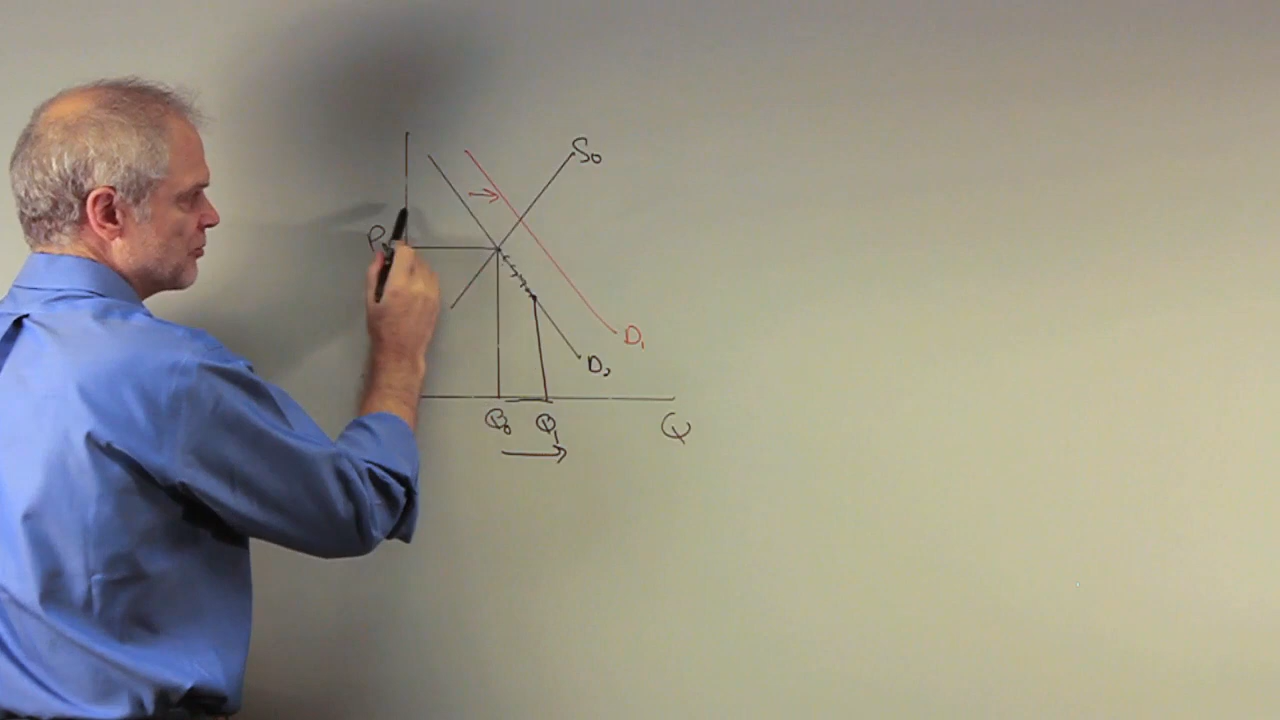 S₀
P
D₁
D₀
Q₀ Q₁
Q